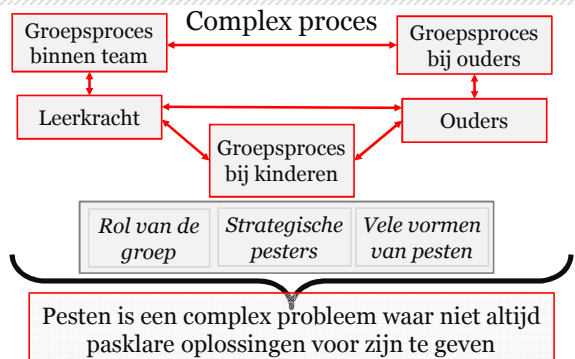 Complex proces
Groepsproces
binnen team
Groepsproces
bij ouders
Leerkracht
Ouders
Groepsproces
bij kinderen
Rol van de
groep
Strategische
pesters
Vele vormen
van pesten
Pesten is een complex probleem waar niet altijd
pasklare oplossingen voor zijn te geven